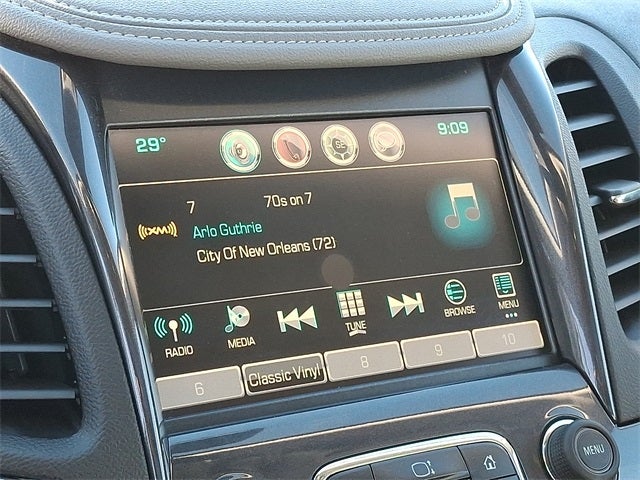 29° 9:09
SE
7 70s on 7
((XM))
Arlo Guthrie
City Of New Orleans (72)
RADIO MEDIA TUNE BROWSE MENU
6 Classic Vinyl 8 9 10
MENU